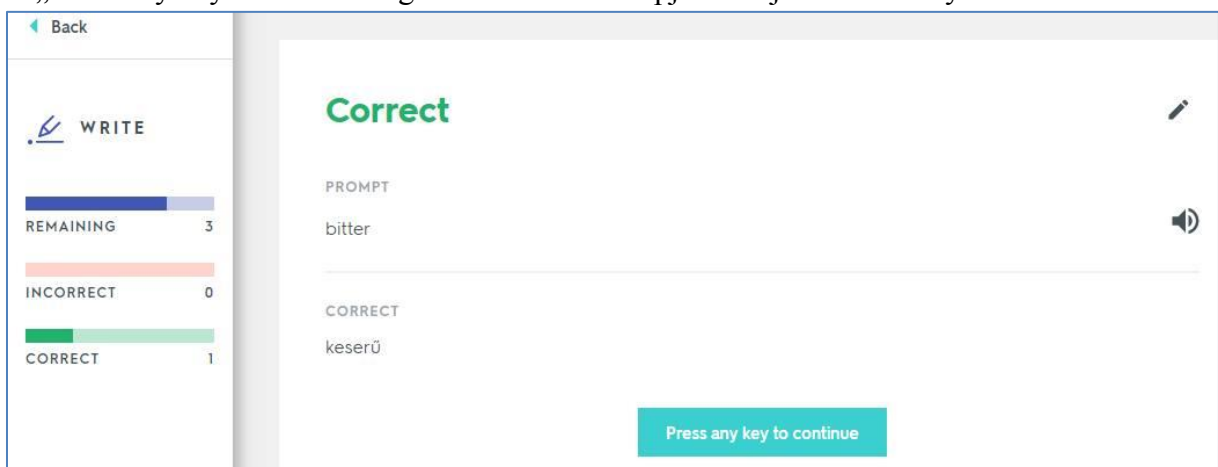 Back
WRITE
REMAINING 3
INCORRECT 0
CORRECT 1
Correct
PROMPT
bitter
CORRECT
keserű
Press any key to continue